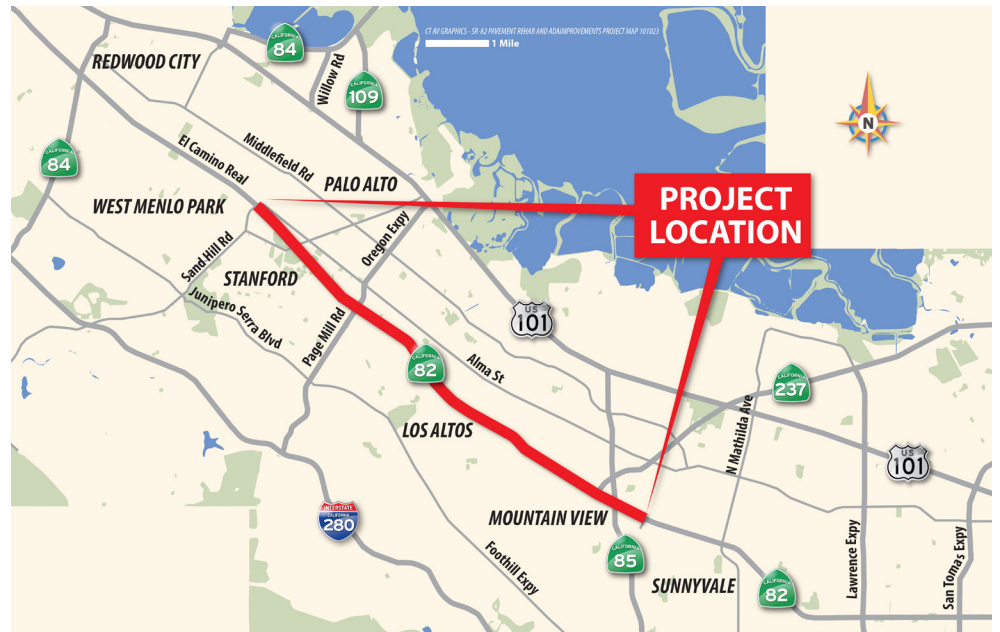 CT AV GRAPHICS - SR-82 PAVEMENT REHAB AND ADA IMPROVEMENTS PROJECT MAP 101023
1 Mile
CALIFORNIA
84
REDWOOD CITY
Willow Rd
CALIFORNIA
109
N
El Camino Real
Middlefield Rd
CALIFORNIA
84
PALO ALTO
WEST MENLO PARK
PROJECT
LOCATION
Sand Hill Rd
Oregon Expy
STANFORD
Junipero Serra Blvd
Page Mill Rd
US
101
CALIFORNIA
82
Alma St
CALIFORNIA
237
LOS ALTOS
N Mathilda Ave
US
101
MOUNTAIN VIEW
INTERSTATE
CALIFORNIA
280
Foothill Expy
CALIFORNIA
85
SUNNYVALE
CALIFORNIA
82
Lawrence Expy
San Tomas Expy